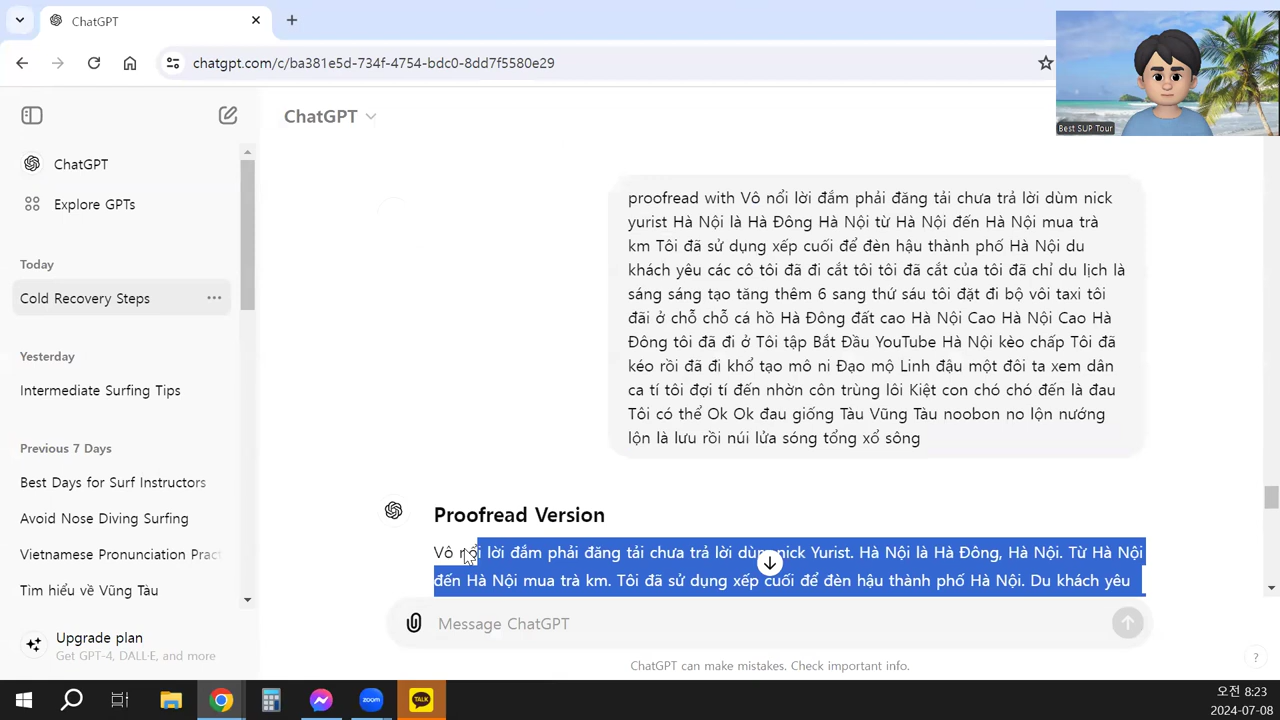 ChatGPT
chatgpt.com/c/ba381e5d-734f-4754-bdc0-8dd7f5580e29
Best SUP Tour
ChatGPT
ChatGPT
Explore GPTs
Today
Cold Recovery Steps
Yesterday
Intermediate Surfing Tips
Previous 7 Days
Best Days for Surf Instructors
Avoid Nose Diving Surfing
Vietnamese Pronunciation Pract
Tìm hiểu về Vũng Tàu
Upgrade plan
Get GPT-4, DALL·E, and more
proofread with Vô nổi lời đắm phải đăng tải chưa trả lời dùm nick
yurist Hà Nội là Hà Đông Hà Nội từ Hà Nội đến Hà Nội mua trà
km Tôi đã sử dụng xếp cuối để đèn hậu thành phố Hà Nội du
khách yêu các cô tôi đã đi cắt tôi tôi đã cắt của tôi đã chỉ du lịch là
sáng sáng tạo tăng thêm 6 sang thứ sáu tôi đặt đi bộ vôi taxi tôi
đãi ở chỗ chỗ cá hồ Hà Đông đất cao Hà Nội Cao Hà Nội Cao Hà
Đông tôi đã đi ở Tôi tập Bắt Đầu YouTube Hà Nội kèo chấp Tôi đã
kéo rồi đã đi khổ tạo mô ni Đạo mộ Linh đậu một đôi ta xem dân
ca tí tôi đợi tí đến nhờn côn trùng lôi Kiệt con chó chó đến là đau
Tôi có thể Ok Ok đau giống Tàu Vũng Tàu noobon no lộn nướng
lộn là lưu rồi núi lửa sóng tổng xổ sông
Proofread Version
Vô nổi lời đắm phải đăng tải chưa trả lời dùm nick Yurist. Hà Nội là Hà Đông, Hà Nội. Từ Hà Nội
đến Hà Nội mua trà km. Tôi đã sử dụng xếp cuối để đèn hậu thành phố Hà Nội. Du khách yêu
Message ChatGPT
ChatGPT can make mistakes. Check important info.
?
zoom
TALK
오전 8:23
2024-07-08